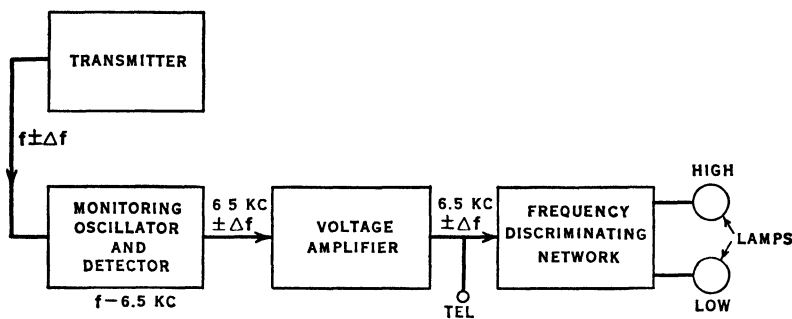 TRANSMITTER
f±Δf
MONITORING
OSCILLATOR
AND
DETECTOR
f-6.5 KC
6 5 KC
±Δf
VOLTAGE
AMPLIFIER
6.5 KC
±Δf
TEL
FREQUENCY
DISCRIMINATING
NETWORK
HIGH
LAMPS
LOW